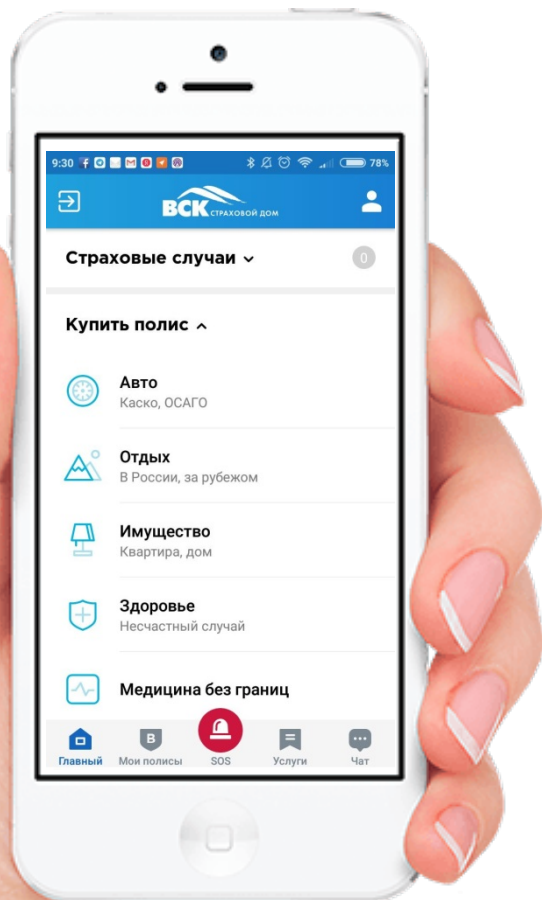 9:30
78%
ВСК СТРАХОВОЙ ДОМ
Страховые случаи
0
Купить полис
Авто
Каско, ОСАГО
Отдых
В России, за рубежом
Имущество
Квартира, дом
Здоровье
Несчастный случай
Медицина без границ
Главный
В
Мои полисы
SOS
Услуги
Чат